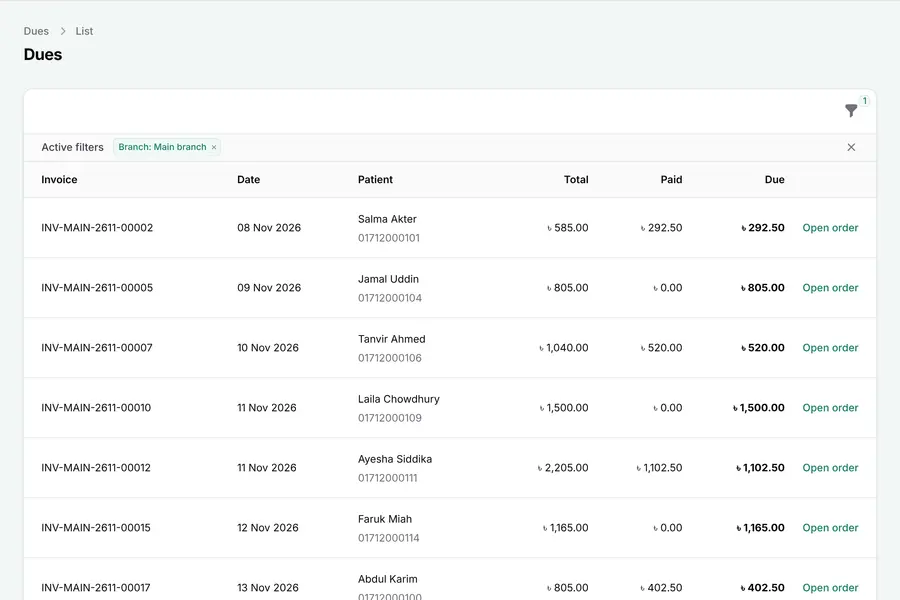 Dues > List
Dues
1
Active filters Branch: Main branch ×
Invoice Date Patient Total Paid Due
INV-MAIN-2611-00002 08 Nov 2026 Salma Akter ৳ 585.00 ৳ 292.50 ৳ 292.50 Open order
01712000101
INV-MAIN-2611-00005 09 Nov 2026 Jamal Uddin ৳ 805.00 ৳ 0.00 ৳ 805.00 Open order
01712000104
INV-MAIN-2611-00007 10 Nov 2026 Tanvir Ahmed ৳ 1,040.00 ৳ 520.00 ৳ 520.00 Open order
01712000106
INV-MAIN-2611-00010 11 Nov 2026 Laila Chowdhury ৳ 1,500.00 ৳ 0.00 ৳ 1,500.00 Open order
01712000109
INV-MAIN-2611-00012 11 Nov 2026 Ayesha Siddika ৳ 2,205.00 ৳ 1,102.50 ৳ 1,102.50 Open order
01712000111
INV-MAIN-2611-00015 12 Nov 2026 Faruk Miah ৳ 1,165.00 ৳ 0.00 ৳ 1,165.00 Open order
01712000114
INV-MAIN-2611-00017 13 Nov 2026 Abdul Karim ৳ 805.00 ৳ 402.50 ৳ 402.50 Open order
01712000100